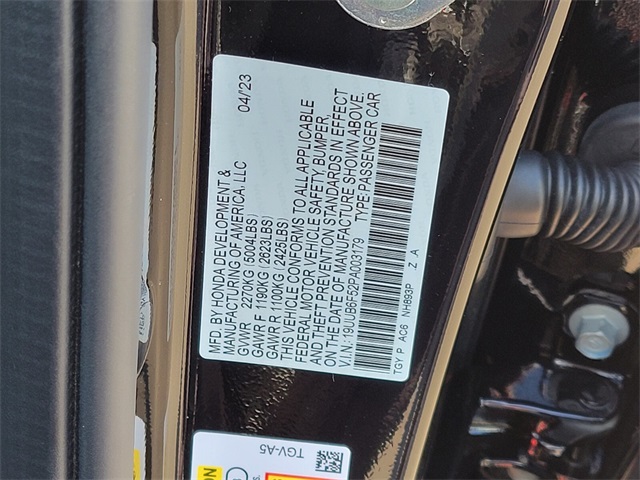 MFD. BY HONDA DEVELOPMENT &
MANUFACTURING OF AMERICA, LLC 04/'23
GVWR 2270KG (5004LBS)
GAWR F 1190KG (2623LBS)
GAWR R 1100KG (2425LBS)
THIS VEHICLE CONFORMS TO ALL APPLICABLE
FEDERAL MOTOR VEHICLE SAFETY, BUMPER,
AND THEFT PREVENTION STANDARDS IN EFFECT
ON THE DATE OF MANUFACTURE SHOWN ABOVE.
V.I.N:19UUB6F52PA003179 TYPE:PASSENGER CAR
TGY P AC6 NH893P Z A
TGV-A5